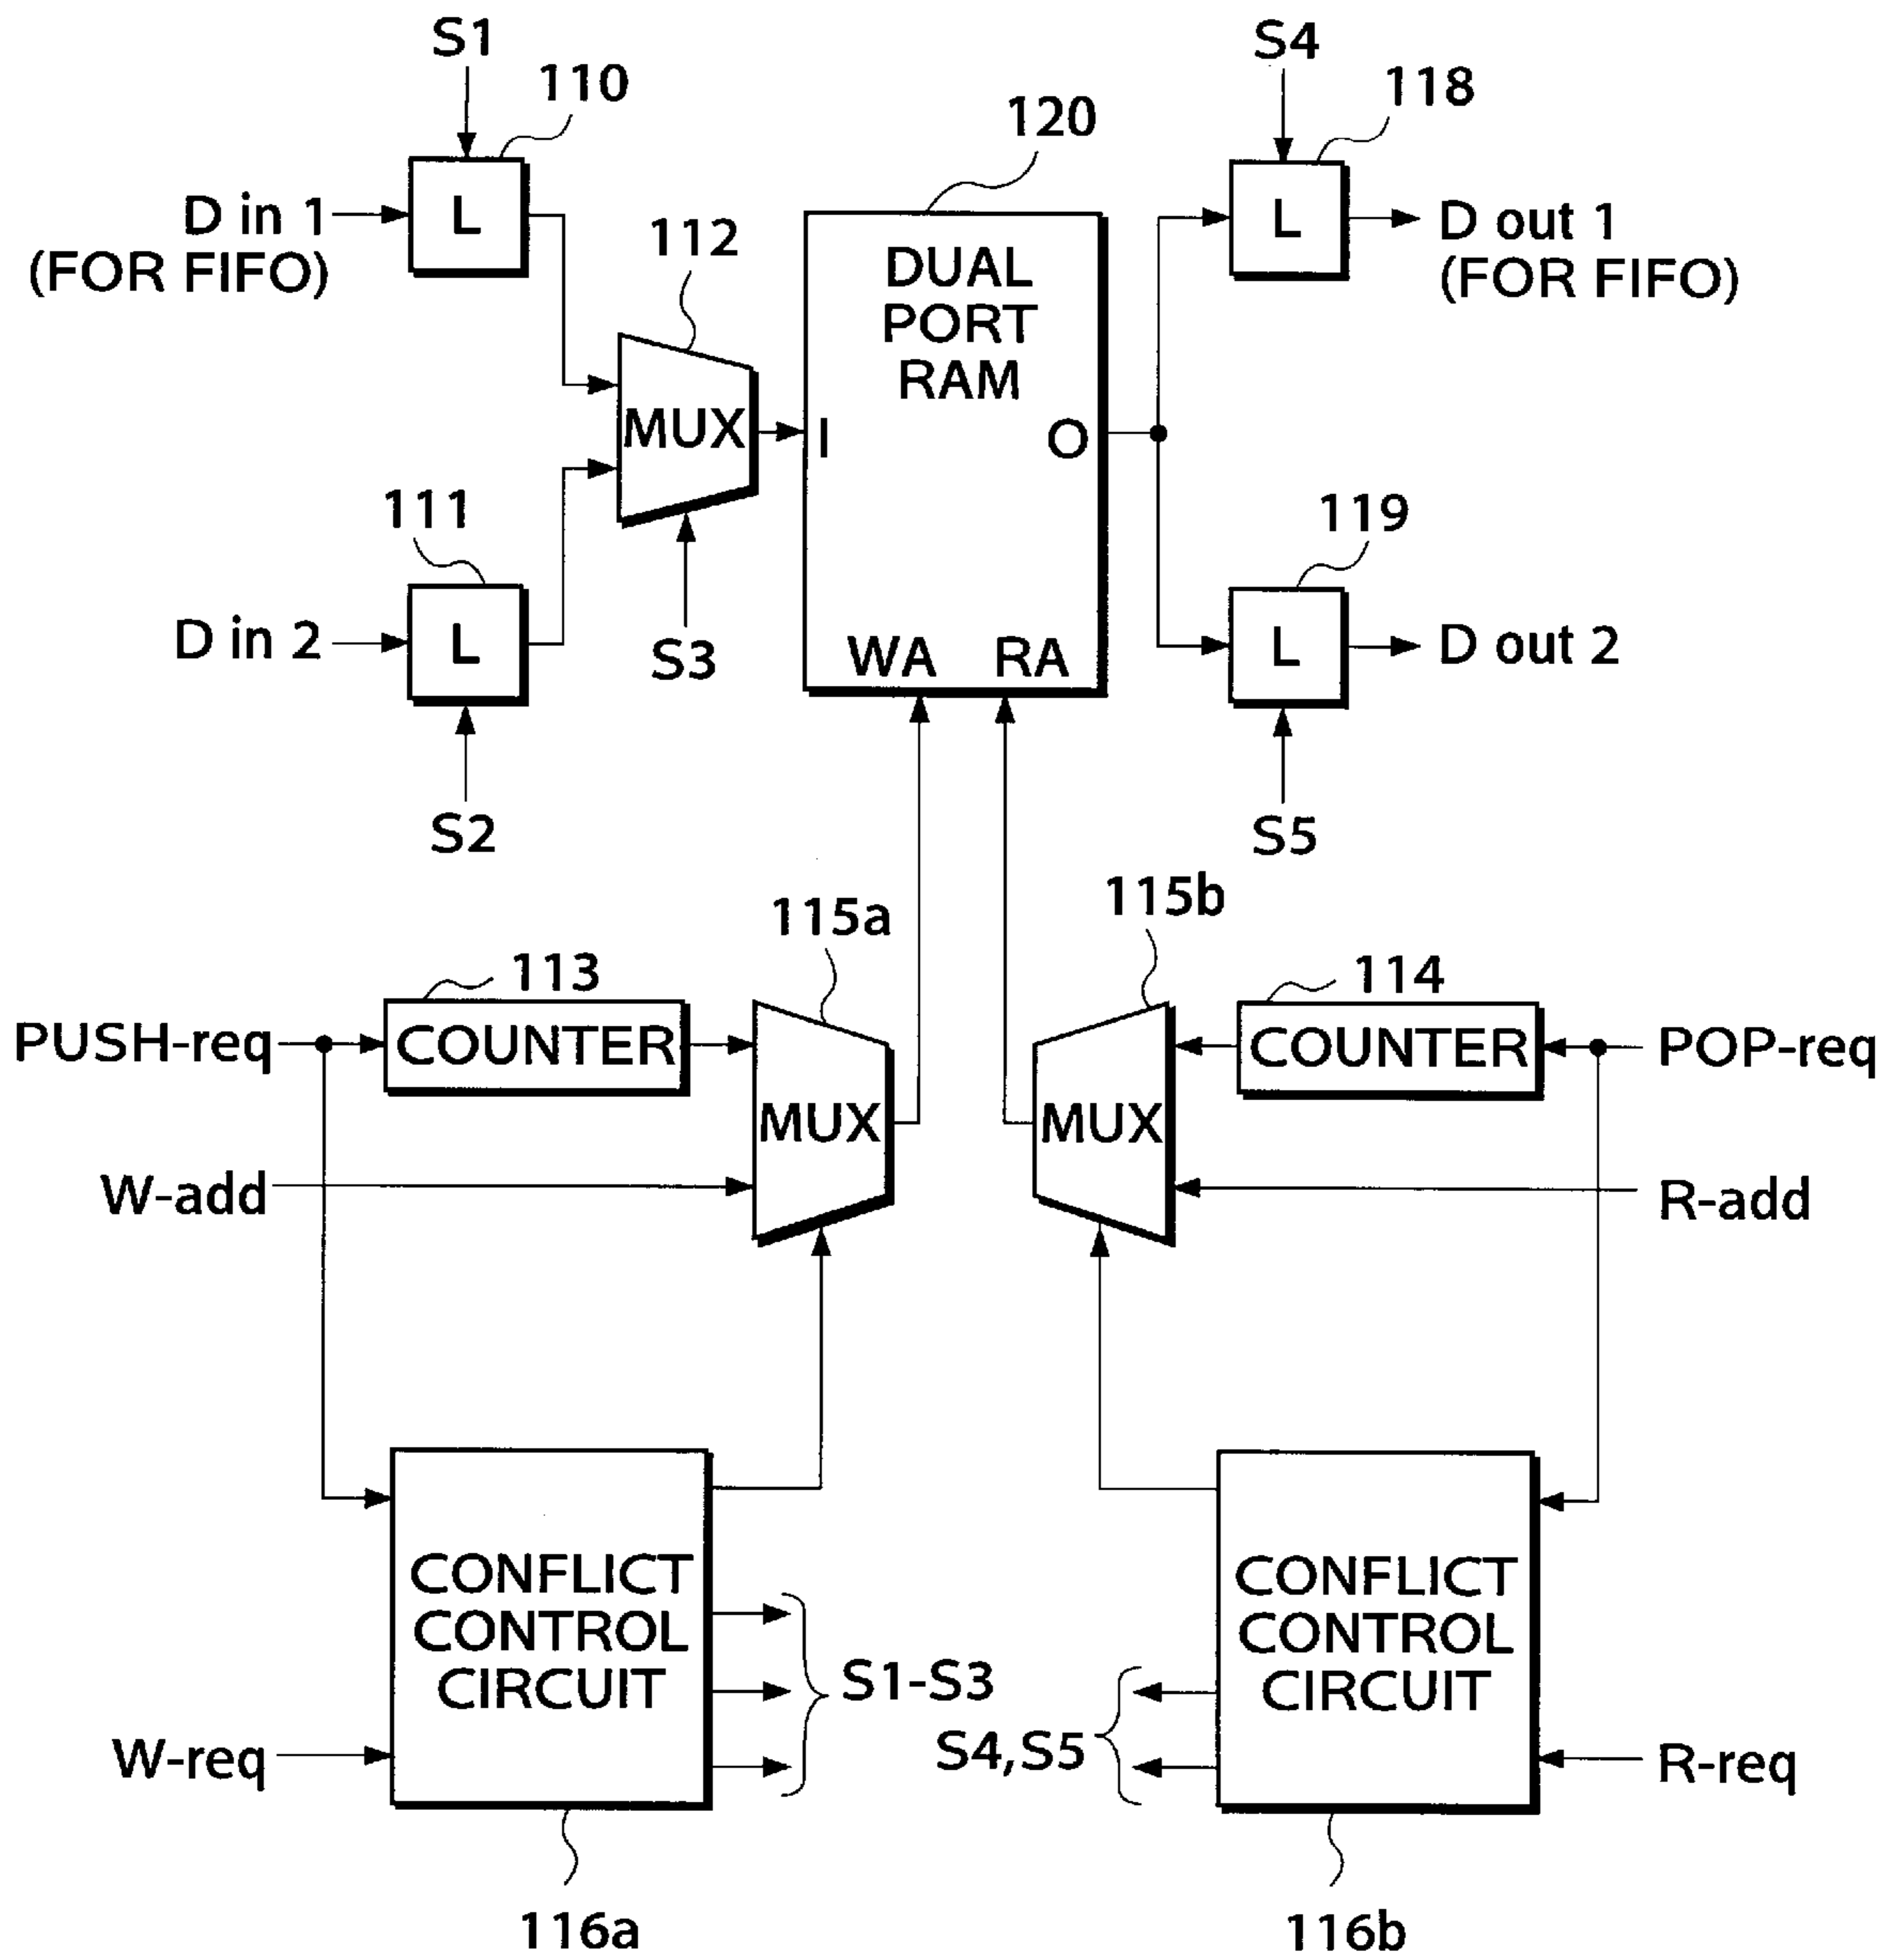 S1
S4
110
118
120
D in 1
(FOR FIFO)
L
112
DUAL
PORT
RAM
L
D out 1
(FOR FIFO)
MUX
I
O
111
119
D in 2
L
S3
WA RA
L
D out 2
S2
S5
115a
115b
113
114
PUSH-req
COUNTER
COUNTER
POP-req
MUX
MUX
W-add
R-add
CONFLICT
CONTROL
CIRCUIT
CONFLICT
CONTROL
CIRCUIT
S1-S3
S4,S5
W-req
R-req
116a
116b